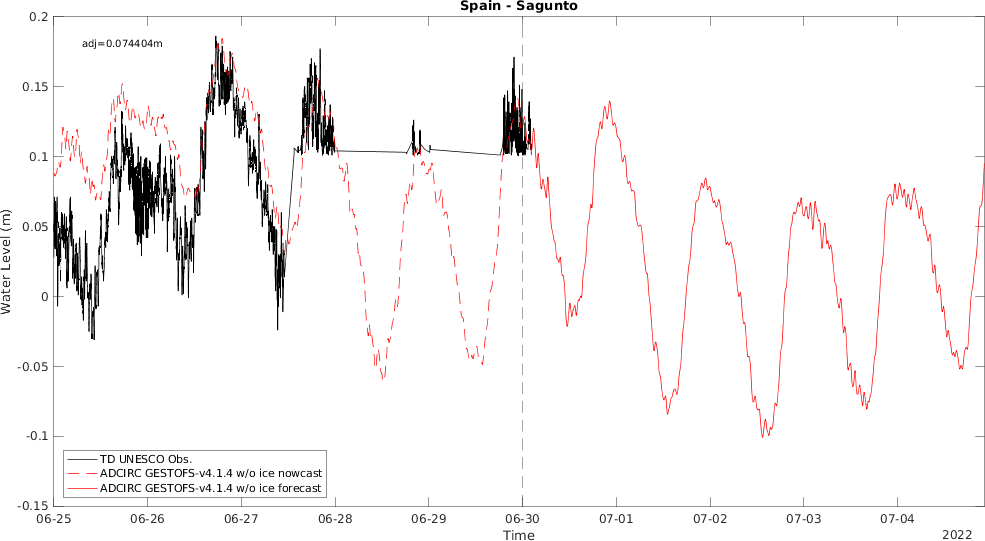 Spain - Sagunto
adj=0.074404m
Water Level (m)
0.2
0.15
0.1
0.05
0
-0.05
-0.1
-0.15
TD UNESCO Obs.
ADCIRC GESTOFS-v4.1.4 w/o ice nowcast
ADCIRC GESTOFS-v4.1.4 w/o ice forecast
06-25 06-26 06-27 06-28 06-29 06-30 07-01 07-02 07-03 07-04
Time
2022